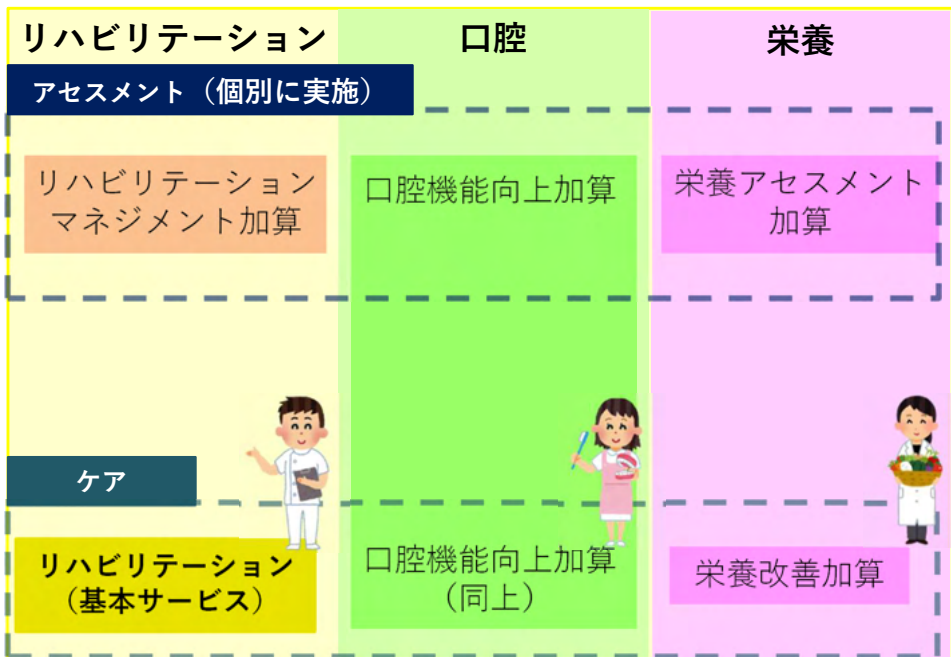 リハビリテーション
口腔
栄養
アセスメント（個別に実施）
リハビリテーション
マネジメント加算
口腔機能向上加算
栄養アセスメント
加算
ケア
リハビリテーション
（基本サービス）
口腔機能向上加算
（同上）
栄養改善加算